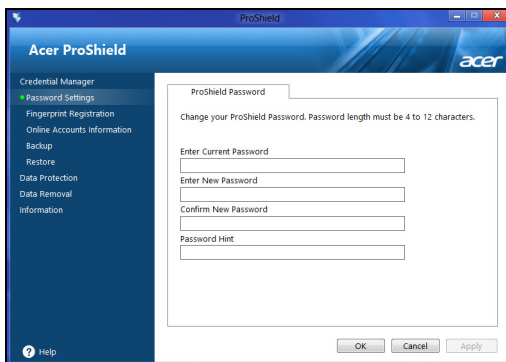 ProShield
Acer ProShield
acer
Credential Manager
Password Settings
Fingerprint Registration
Online Accounts Information
Backup
Restore
Data Protection
Data Removal
Information
Help
ProShield Password
Change your ProShield Password. Password length must be 4 to 12 characters.
Enter Current Password
Enter New Password
Confirm New Password
Password Hint
OK
Cancel
Apply